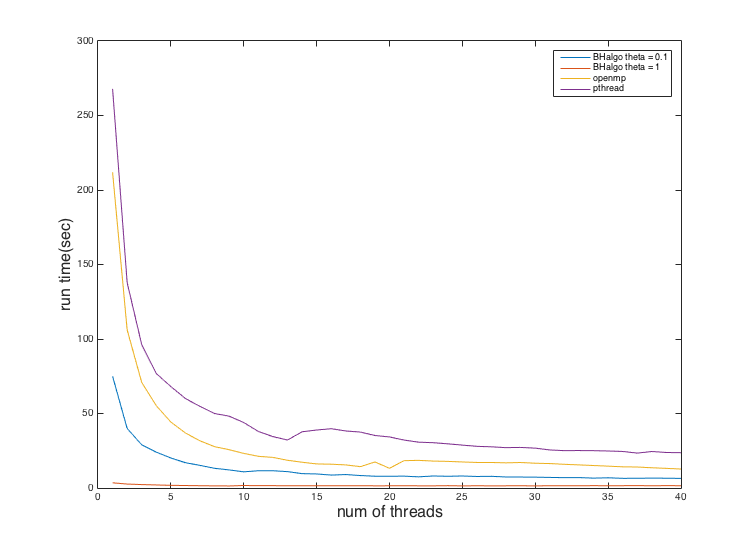 300
250
200
150
100
50
0
run time(sec)
0 5 10 15 20 25 30 35 40
num of threads
BHalgo theta = 0.1
BHalgo theta = 1
openmp
pthread